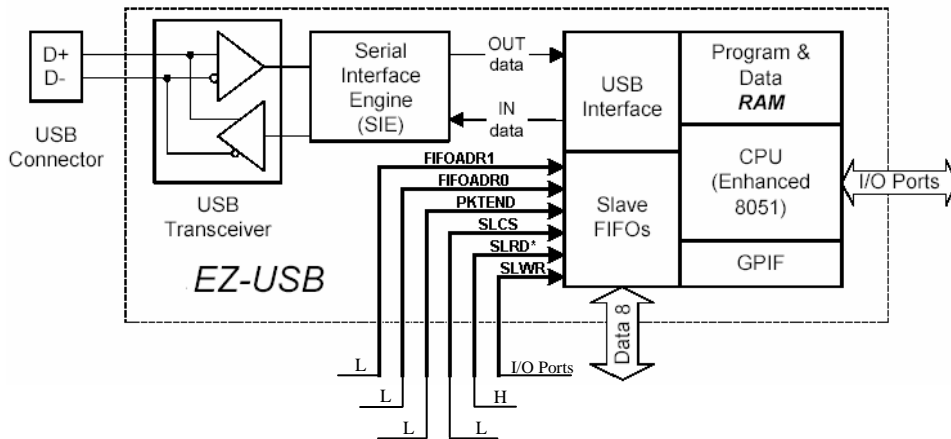 D+
D-
USB
Connector
USB
Transceiver
EZ-USB
Serial
Interface
Engine
(SIE)
OUT
data
IN
data
USB
Interface
Program &
Data
RAM
CPU
(Enhanced
8051)
I/O Ports
GPIF
Slave
FIFOs
FIFOADR1
FIFOADR0
PKTEND
SLCS
SLRD*
SLWR
Data 8
L
I/O Ports
L
H
L
L